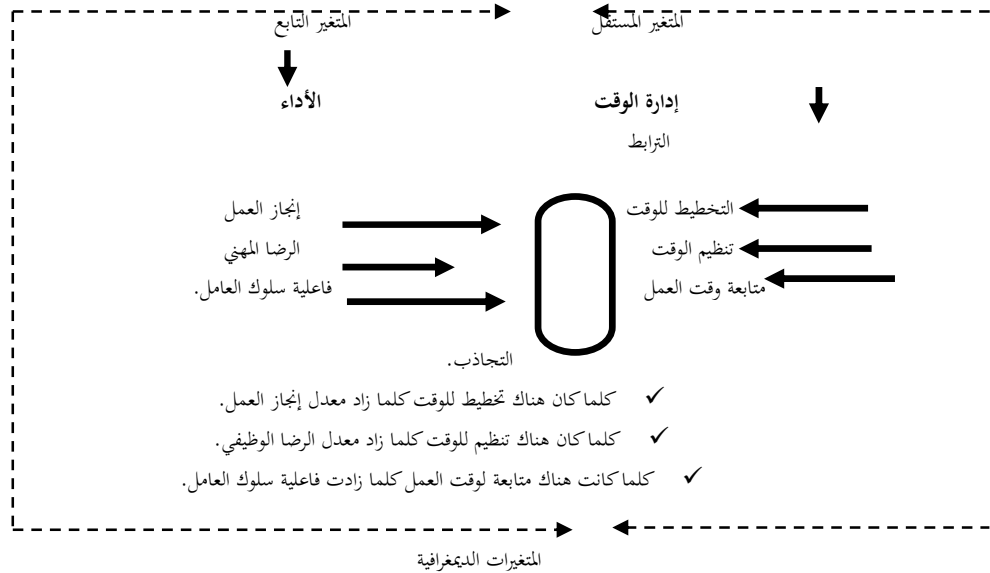 المتغير المستقل
المتغير التابع
إدارة الوقت
الأداء
الترابط
التخطيط للوقت
إنجاز العمل
تنظيم الوقت
الرضا المهني
متابعة وقت العمل
فاعلية سلوك العامل.
التجاذب.
✓ كلما كان هناك تخطيط للوقت كلما زاد معدل إنجاز العمل.
✓ كلما كان هناك تنظيم للوقت كلما زاد معدل الرضا الوظيفي.
✓ كلما كانت هناك متابعة لوقت العمل كلما زادت فاعلية سلوك العامل.
المتغيرات الديمغرافية